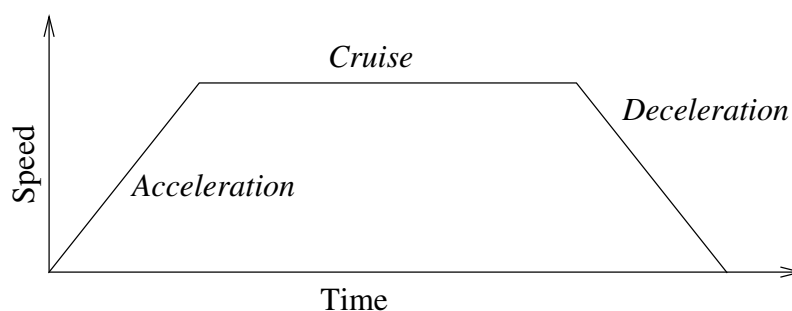 Cruise
Deceleration
Speed
Acceleration
Time